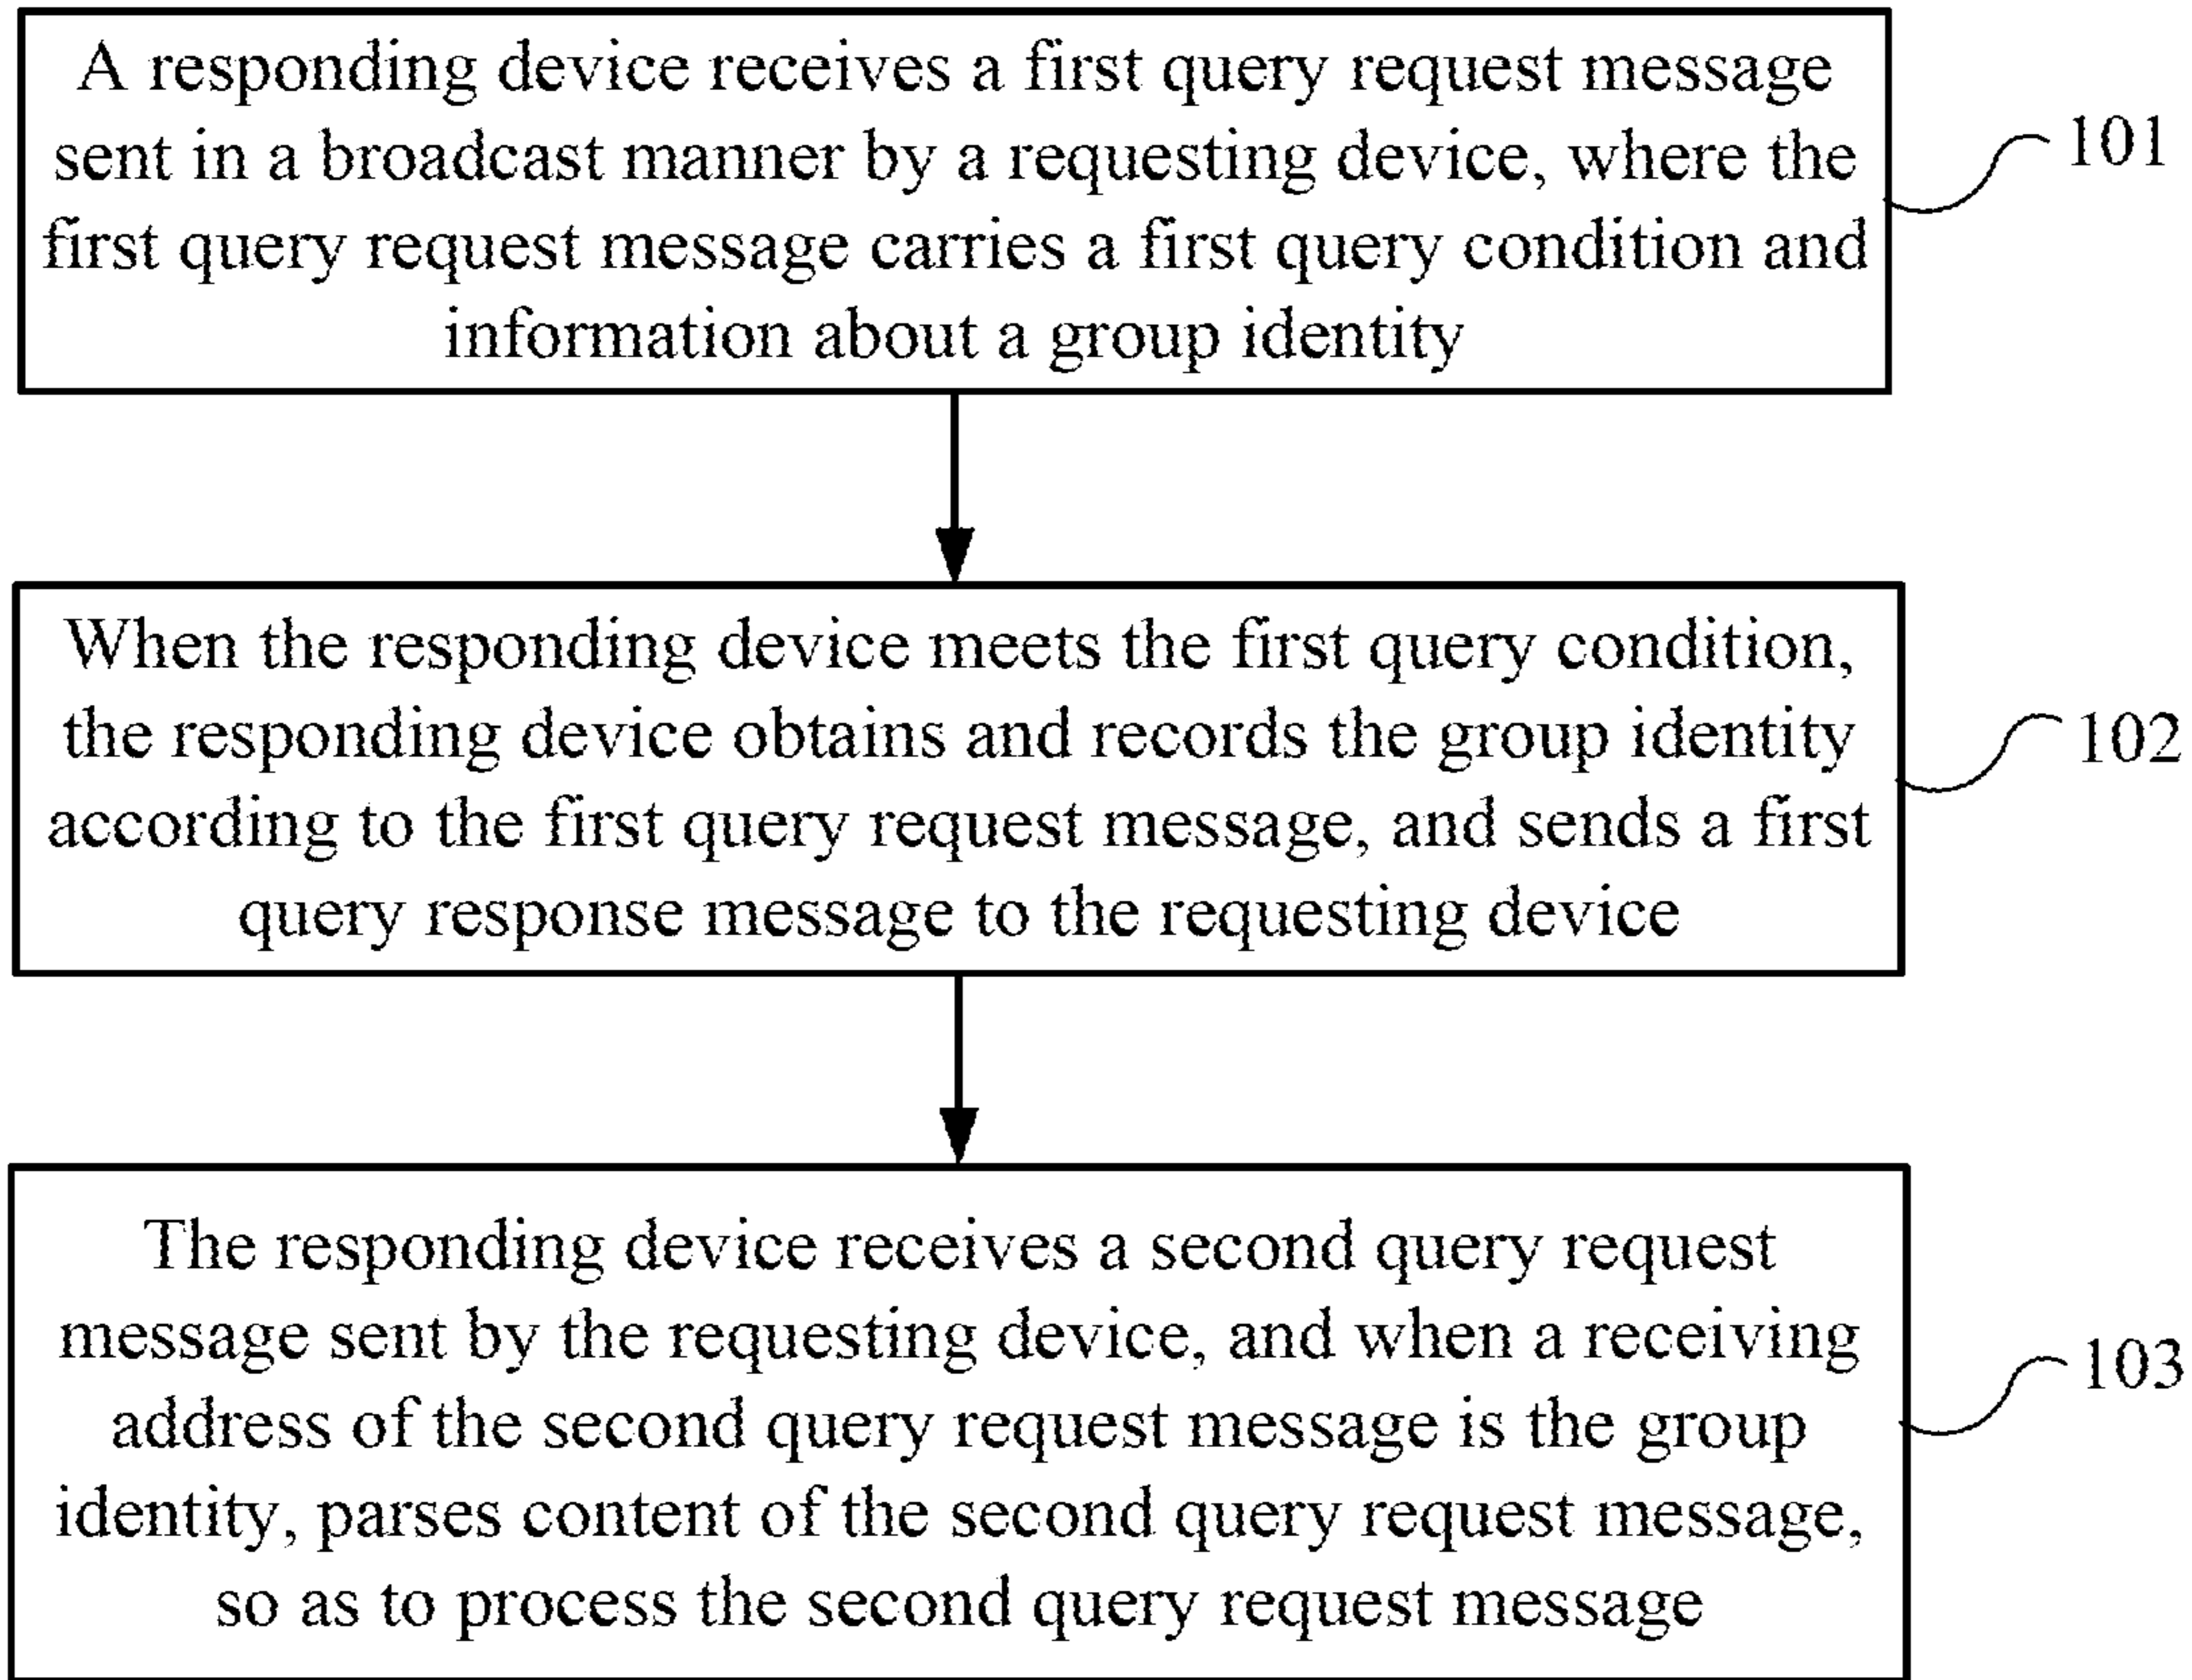 A responding device receives a first query request message
sent in a broadcast manner by a requesting device, where the
first query request message carries a first query condition and
information about a group identity
101
When the responding device meets the first query condition,
the responding device obtains and records the group identity
according to the first query request message, and sends a first
query response message to the requesting device
102
The responding device receives a second query request
message sent by the requesting device, and when a receiving
address of the second query request message is the group
identity, parses content of the second query request message,
so as to process the second query request message
103